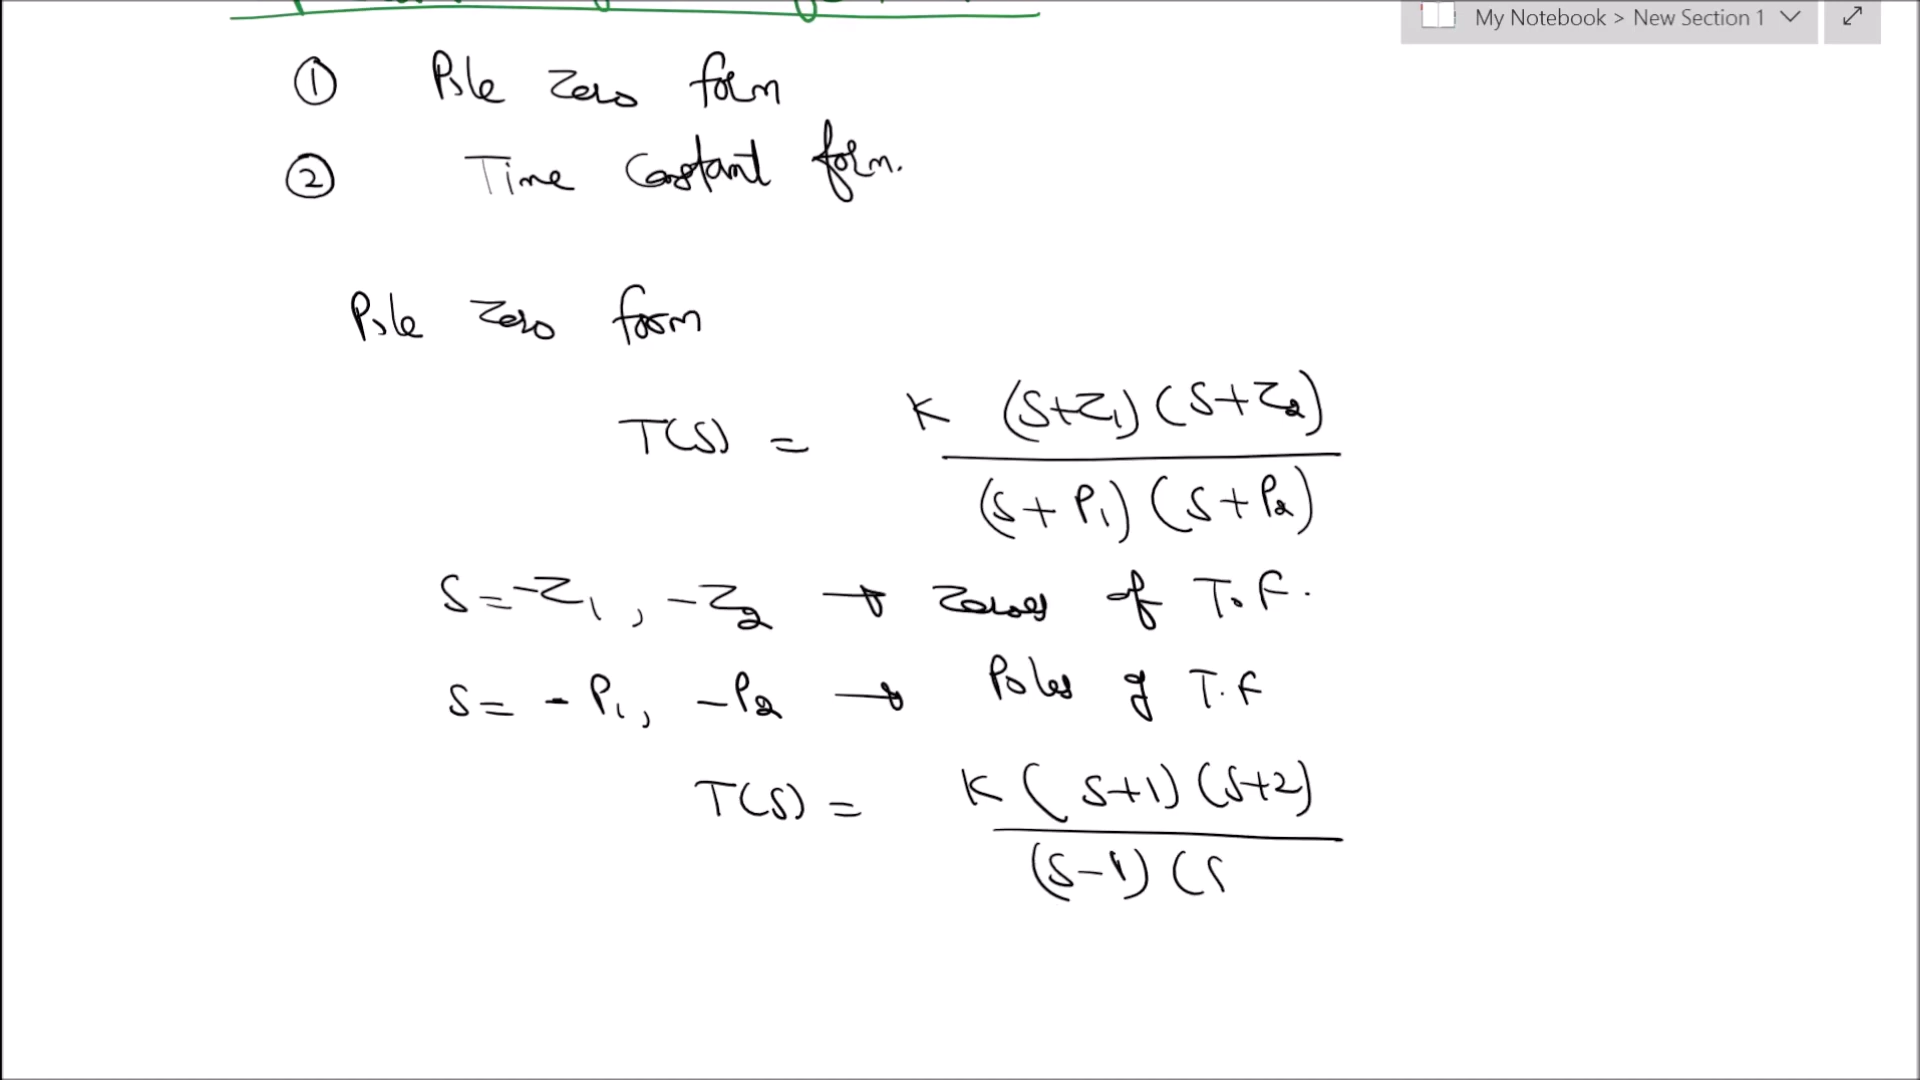 My Notebook > New Section 1
① Pole Zero form
② Time Constant form.
Pole Zero form
T(S) = K (S+Z₁) (S+Z₂)
(S+P₁) (S+P₂)
S=-Z₁, -Z₂ → Zeroes of T.F.
S= -P₁, -P₂ → Poles of T.F
T(S) = K (S+1) (S+2)
(S-1) (S